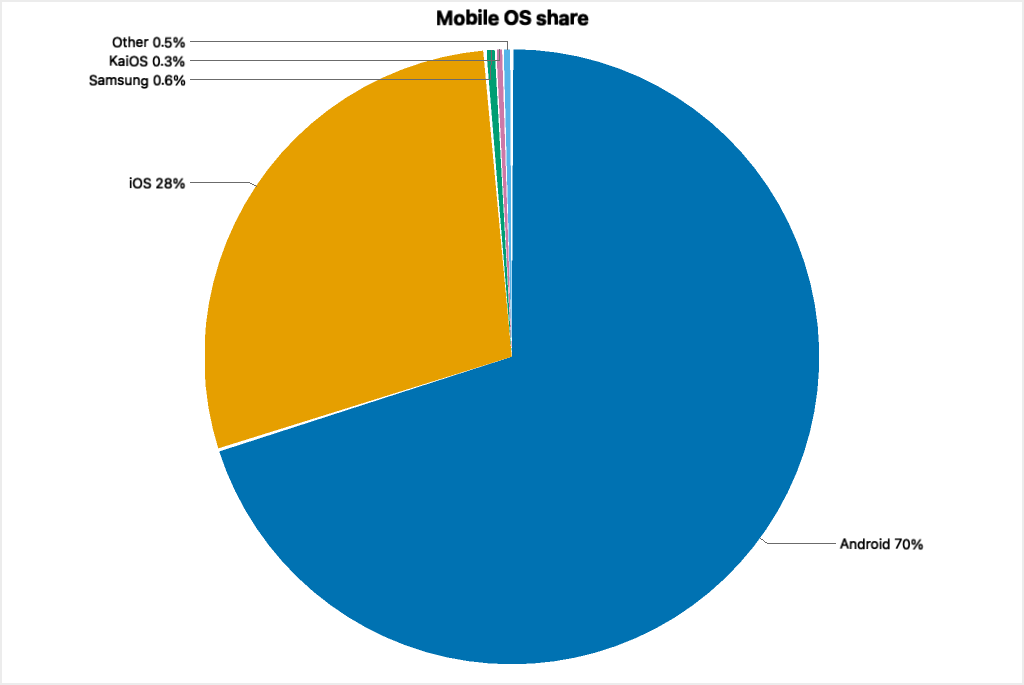 Mobile OS share
Other 0.5%
KaiOS 0.3%
Samsung 0.6%
iOS 28%
Android 70%